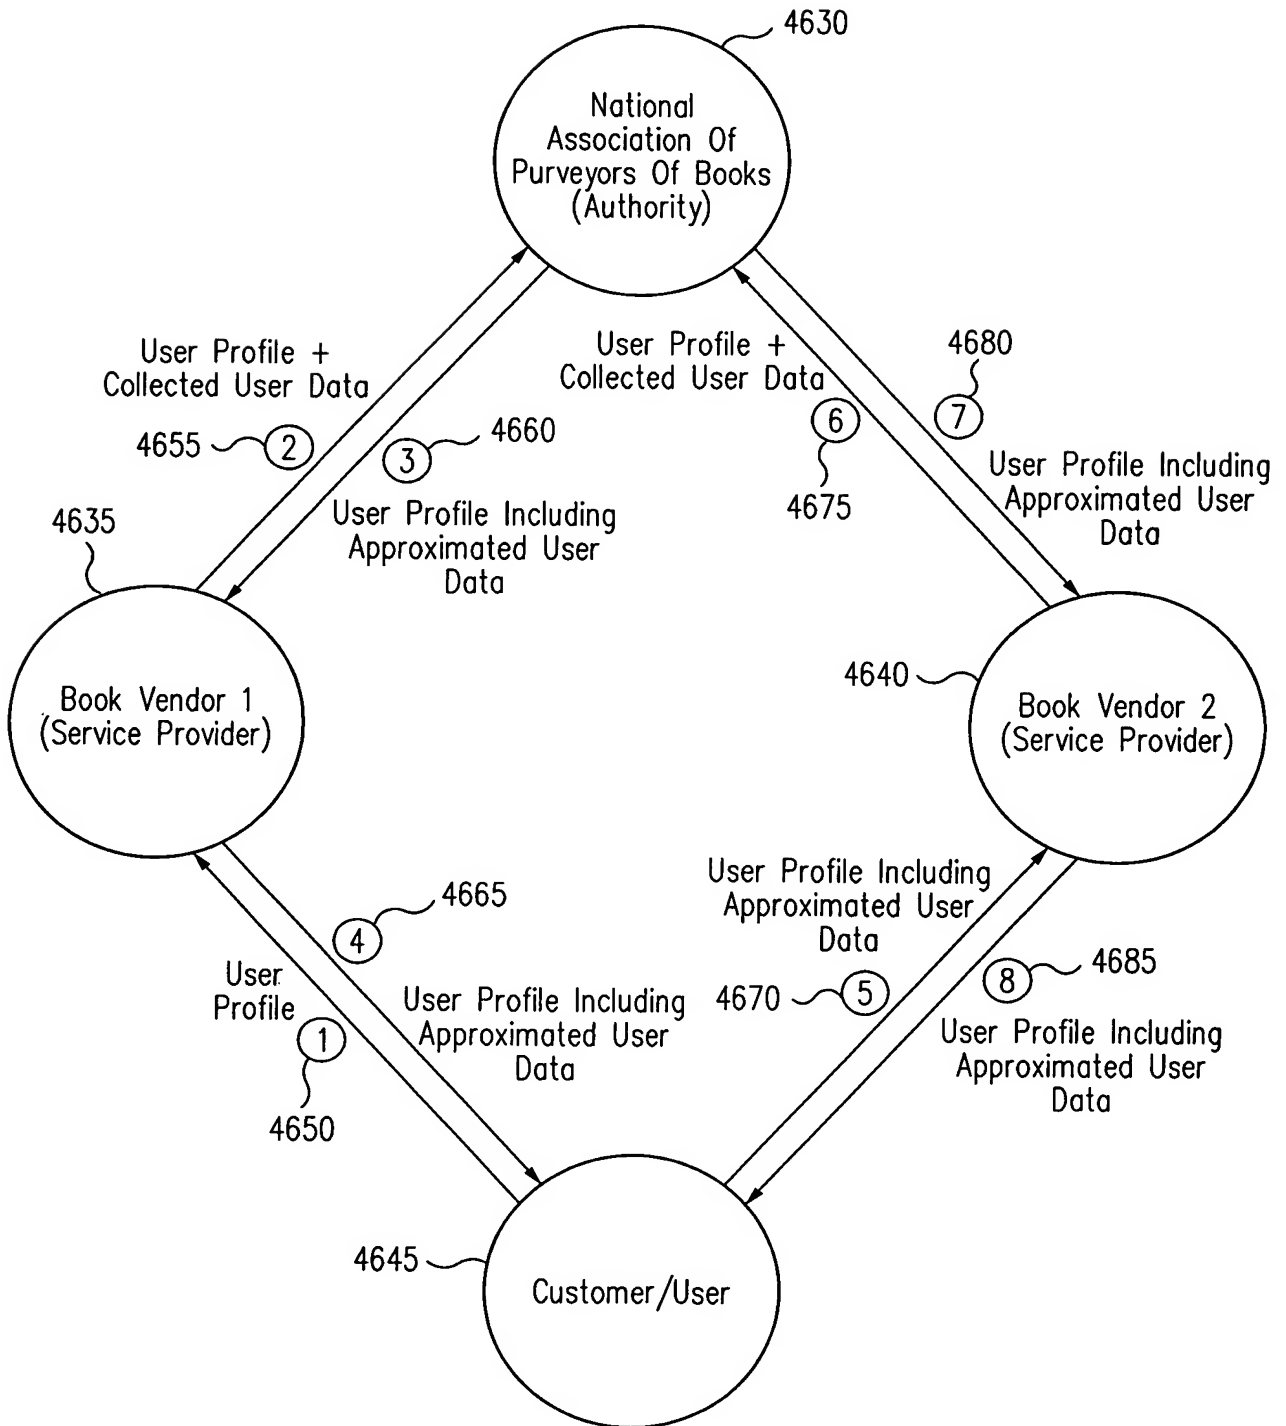 4630
National
Association Of
Purveyors Of Books
(Authority)
User Profile +
Collected User Data
4655
2
3
4660
User Profile Including
Approximated User
Data
User Profile +
Collected User Data
6
4675
4680
7
User Profile Including
Approximated User
Data
4635
Book Vendor 1
(Service Provider)
4640
Book Vendor 2
(Service Provider)
4665
4
User
Profile
1
4650
User Profile Including
Approximated User
Data
User Profile Including
Approximated User
Data
4670
5
8
4685
User Profile Including
Approximated User
Data
4645
Customer/User